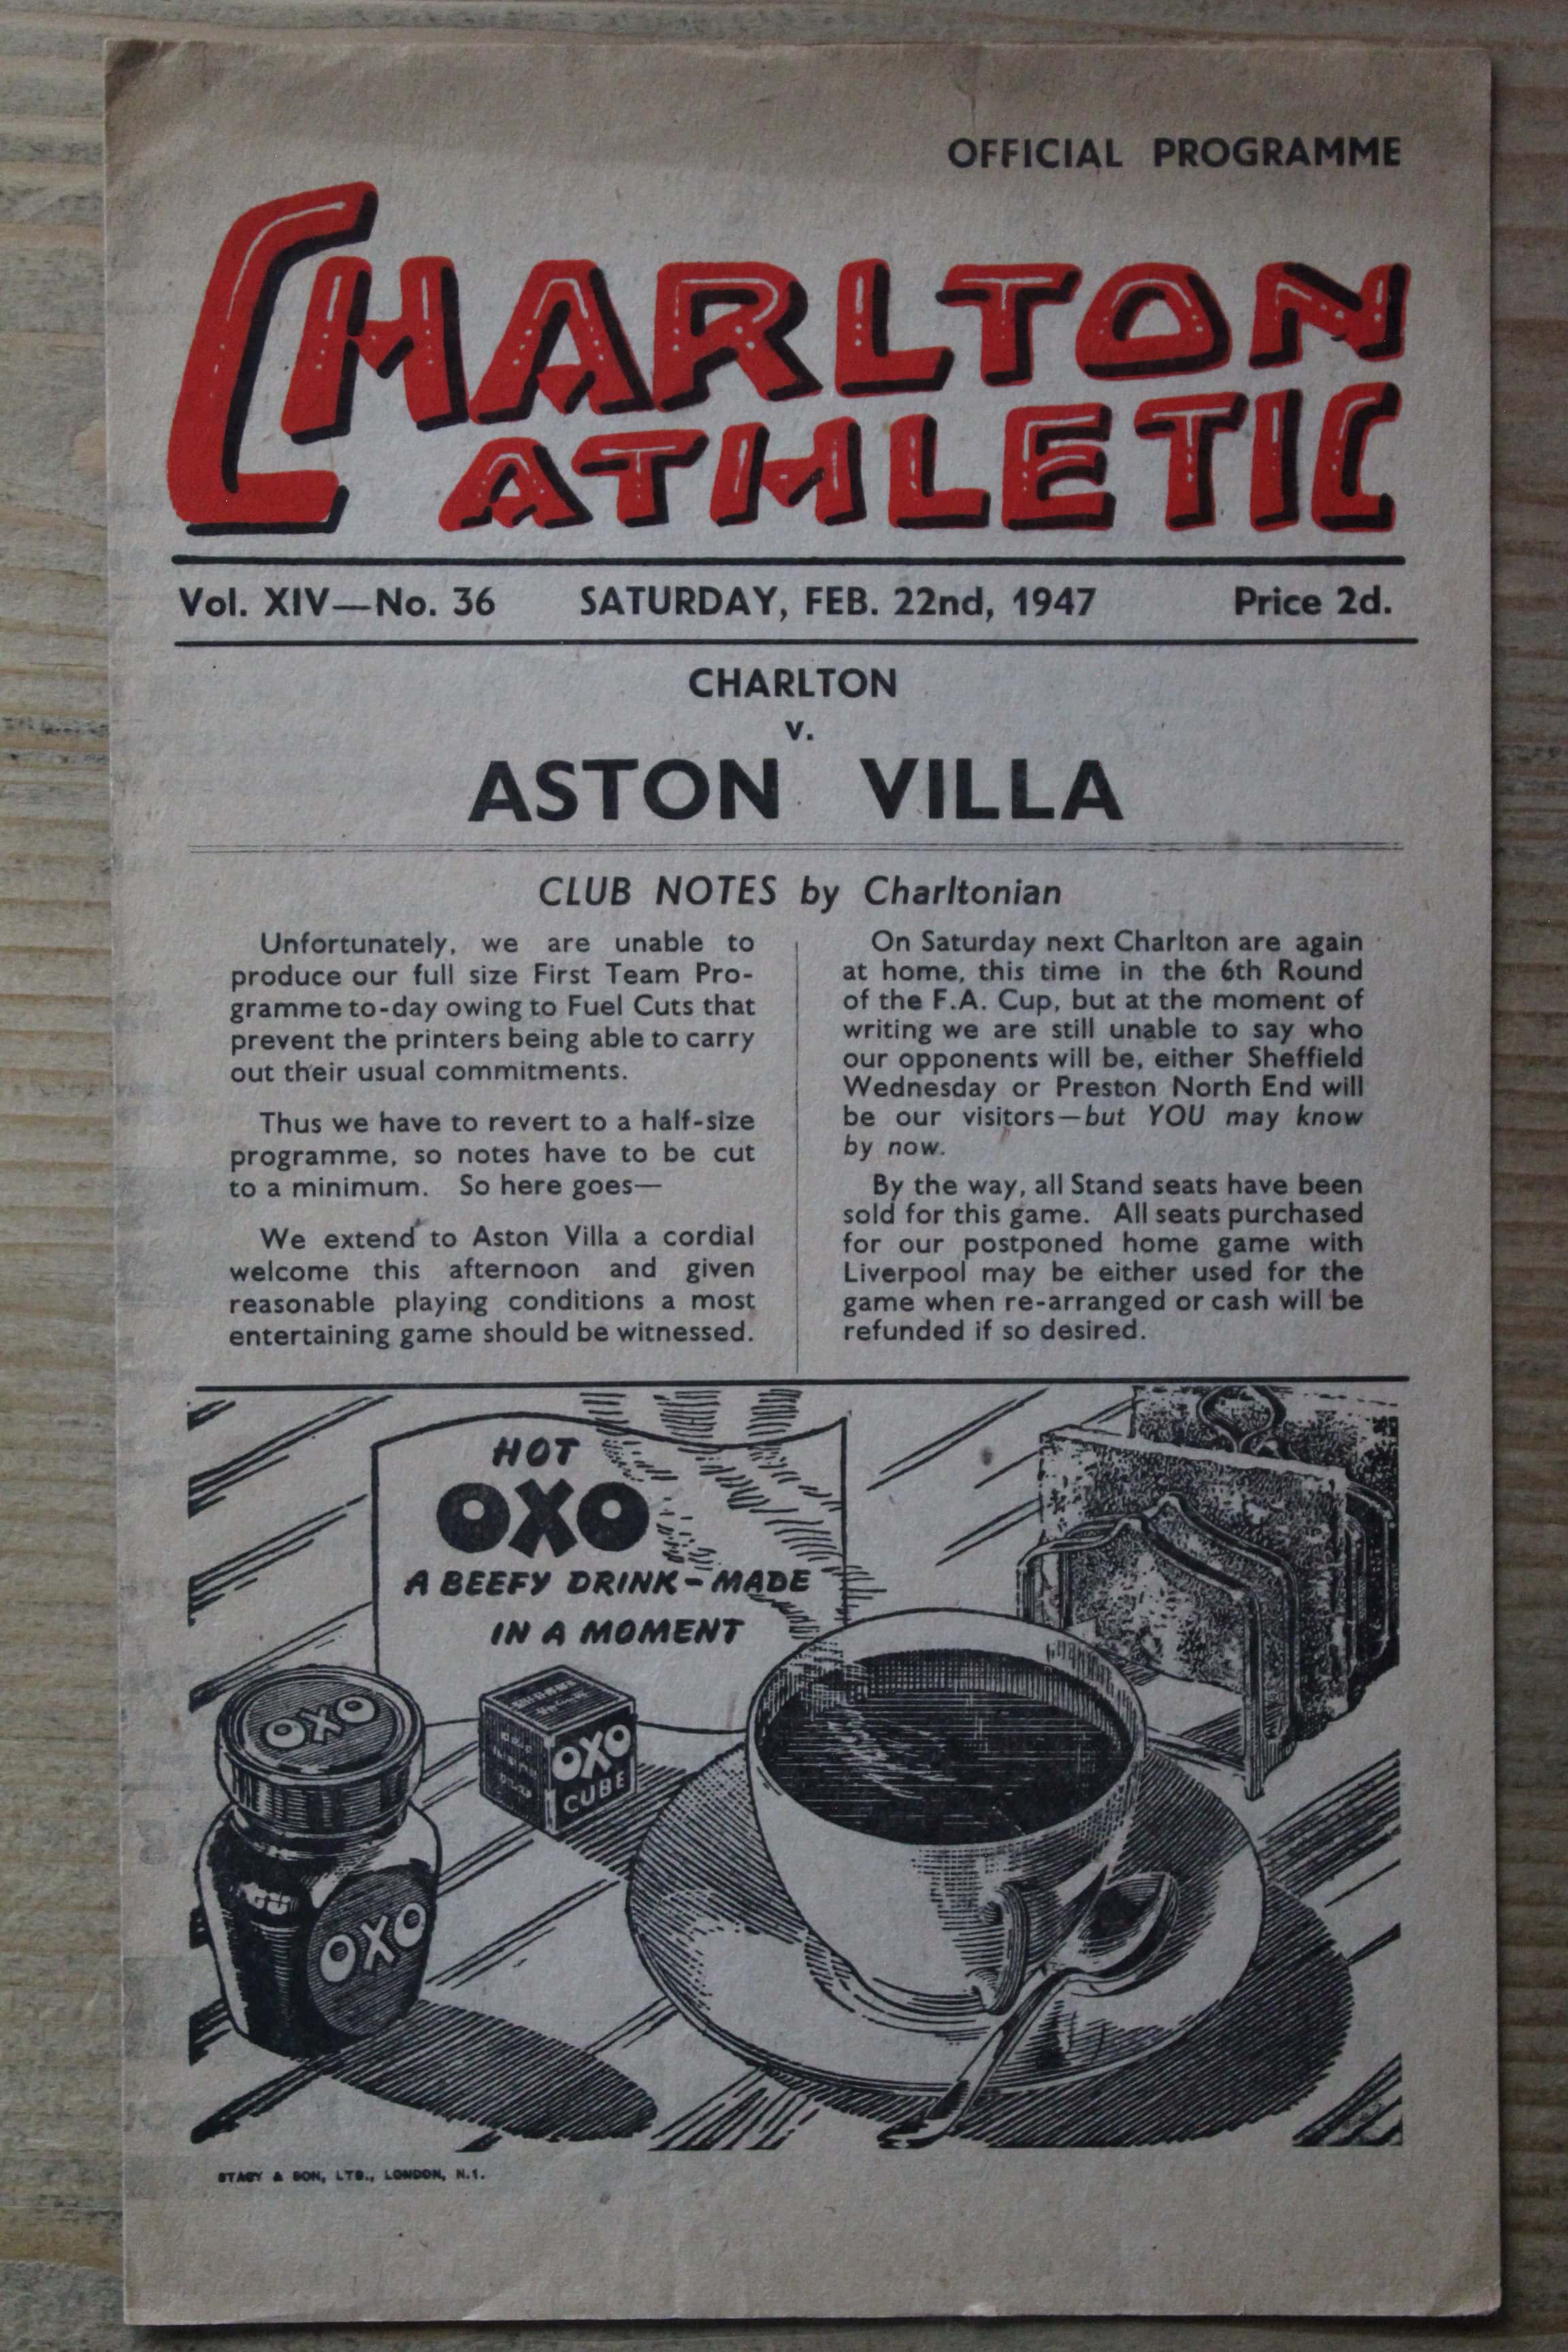 OFFICIAL PROGRAMME
CHARLTON
ATHLETIC
Vol. XIV—No. 36 SATURDAY, FEB. 22nd, 1947 Price 2d.
CHARLTON
v.
ASTON VILLA
CLUB NOTES by Charltonian
Unfortunately, we are unable to
produce our full size First Team Pro-
gramme to-day owing to Fuel Cuts that
prevent the printers being able to carry
out their usual commitments.
Thus we have to revert to a half-size
programme, so notes have to be cut
to a minimum. So here goes—
We extend to Aston Villa a cordial
welcome this afternoon and given
reasonable playing conditions a most
entertaining game should be witnessed.
On Saturday next Charlton are again
at home, this time in the 6th Round
of the F.A. Cup, but at the moment of
writing we are still unable to say who
our opponents will be, either Sheffield
Wednesday or Preston North End will
be our visitors—but YOU may know
by now.
By the way, all Stand seats have been
sold for this game. All seats purchased
for our postponed home game with
Liverpool may be either used for the
game when re-arranged or cash will be
refunded if so desired.
HOT
OXO
A BEEFY DRINK-MADE
IN A MOMENT
OXO
OXO
CUBE
OXO
STACY & SON, LTD., LONDON, N.1.